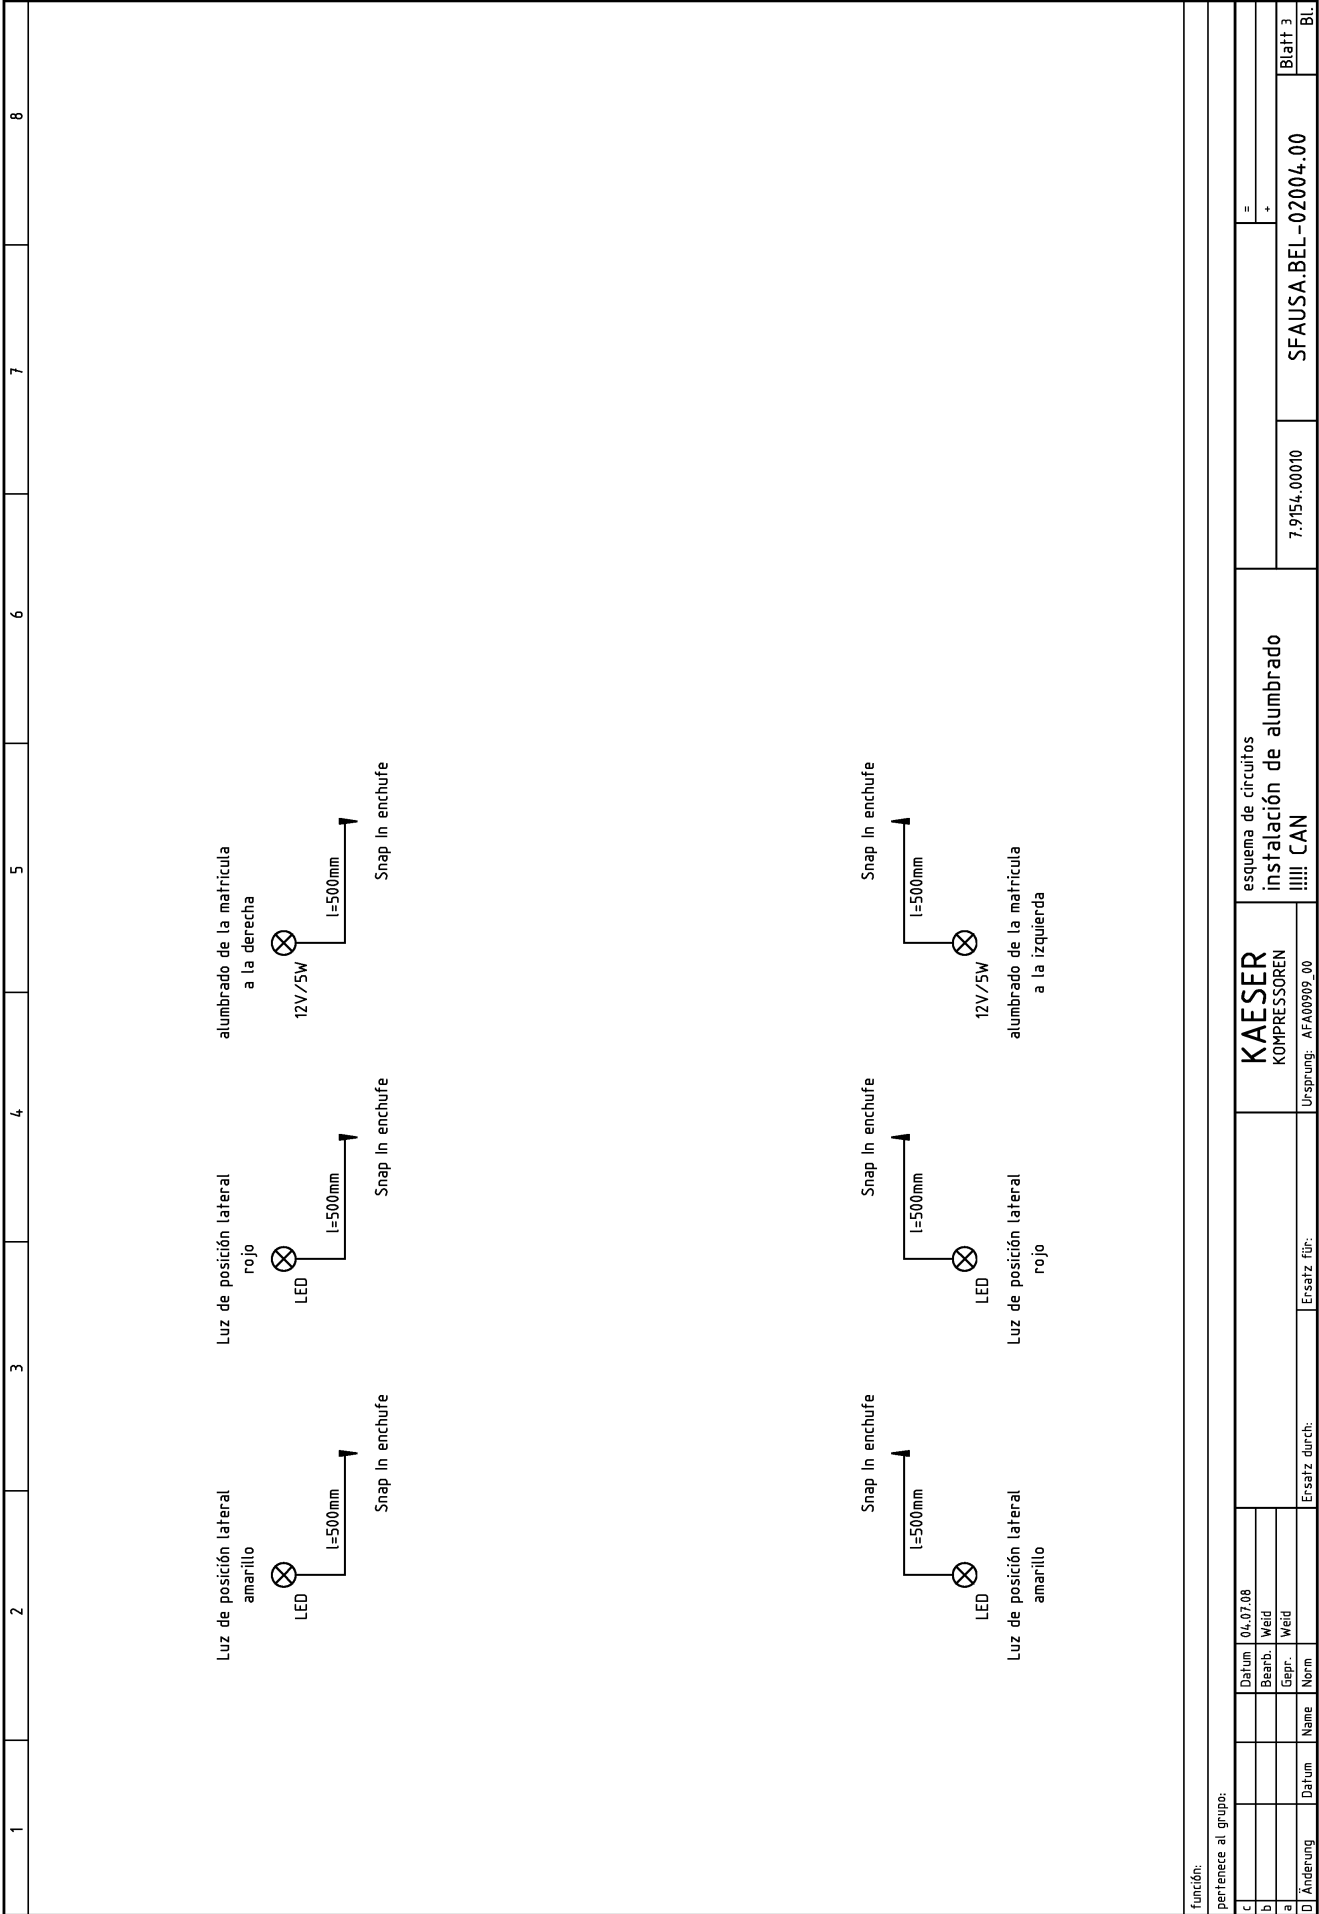 1
2
3
4
5
6
7
8
Luz de posición lateral
amarillo
LED
l=500mm
Snap In enchufe
Luz de posición lateral
rojo
LED
l=500mm
Snap In enchufe
alumbrado de la matricula
a la derecha
12V/5W
l=500mm
Snap In enchufe
Snap In enchufe
l=500mm
LED
Luz de posición lateral
amarillo
Snap In enchufe
l=500mm
LED
Luz de posición lateral
rojo
Snap In enchufe
l=500mm
12V/5W
alumbrado de la matricula
a la izquierda
función:
pertenece al grupo:
c
b
a
D Änderung Datum Name Norm
Datum 04.07.08
Bearb. Weid
Gepr. Weid
Ersatz durch:
Ersatz für:
KAESER
KOMPRESSOREN
Ursprung: AFA00909_00
esquema de circuitos
instalación de alumbrado
!!!!! CAN
7.9154.00010
=
+
SFAUSA.BEL-02004.00
Blatt 3
Bl.